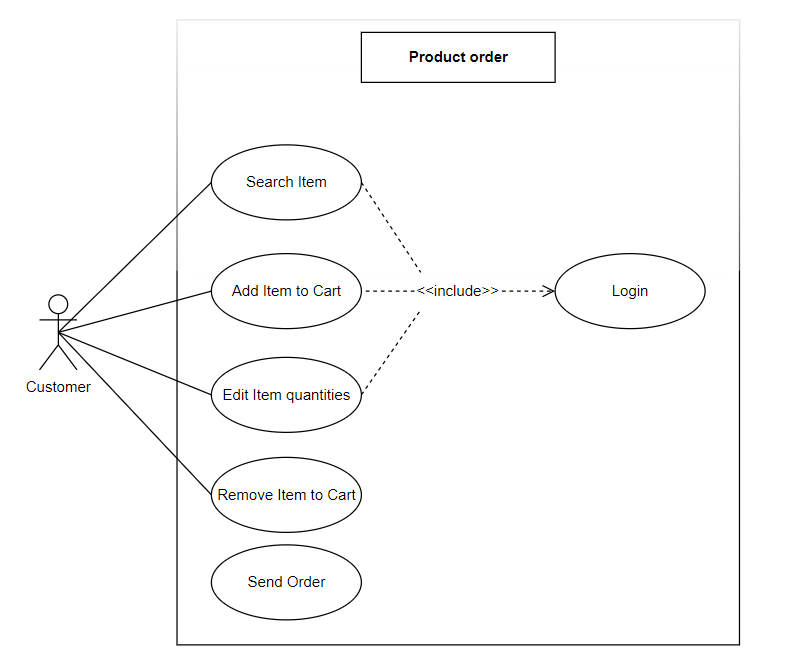 Product order
Search Item
Add Item to Cart
<<include>>
Login
Customer
Edit Item quantities
Remove Item to Cart
Send Order